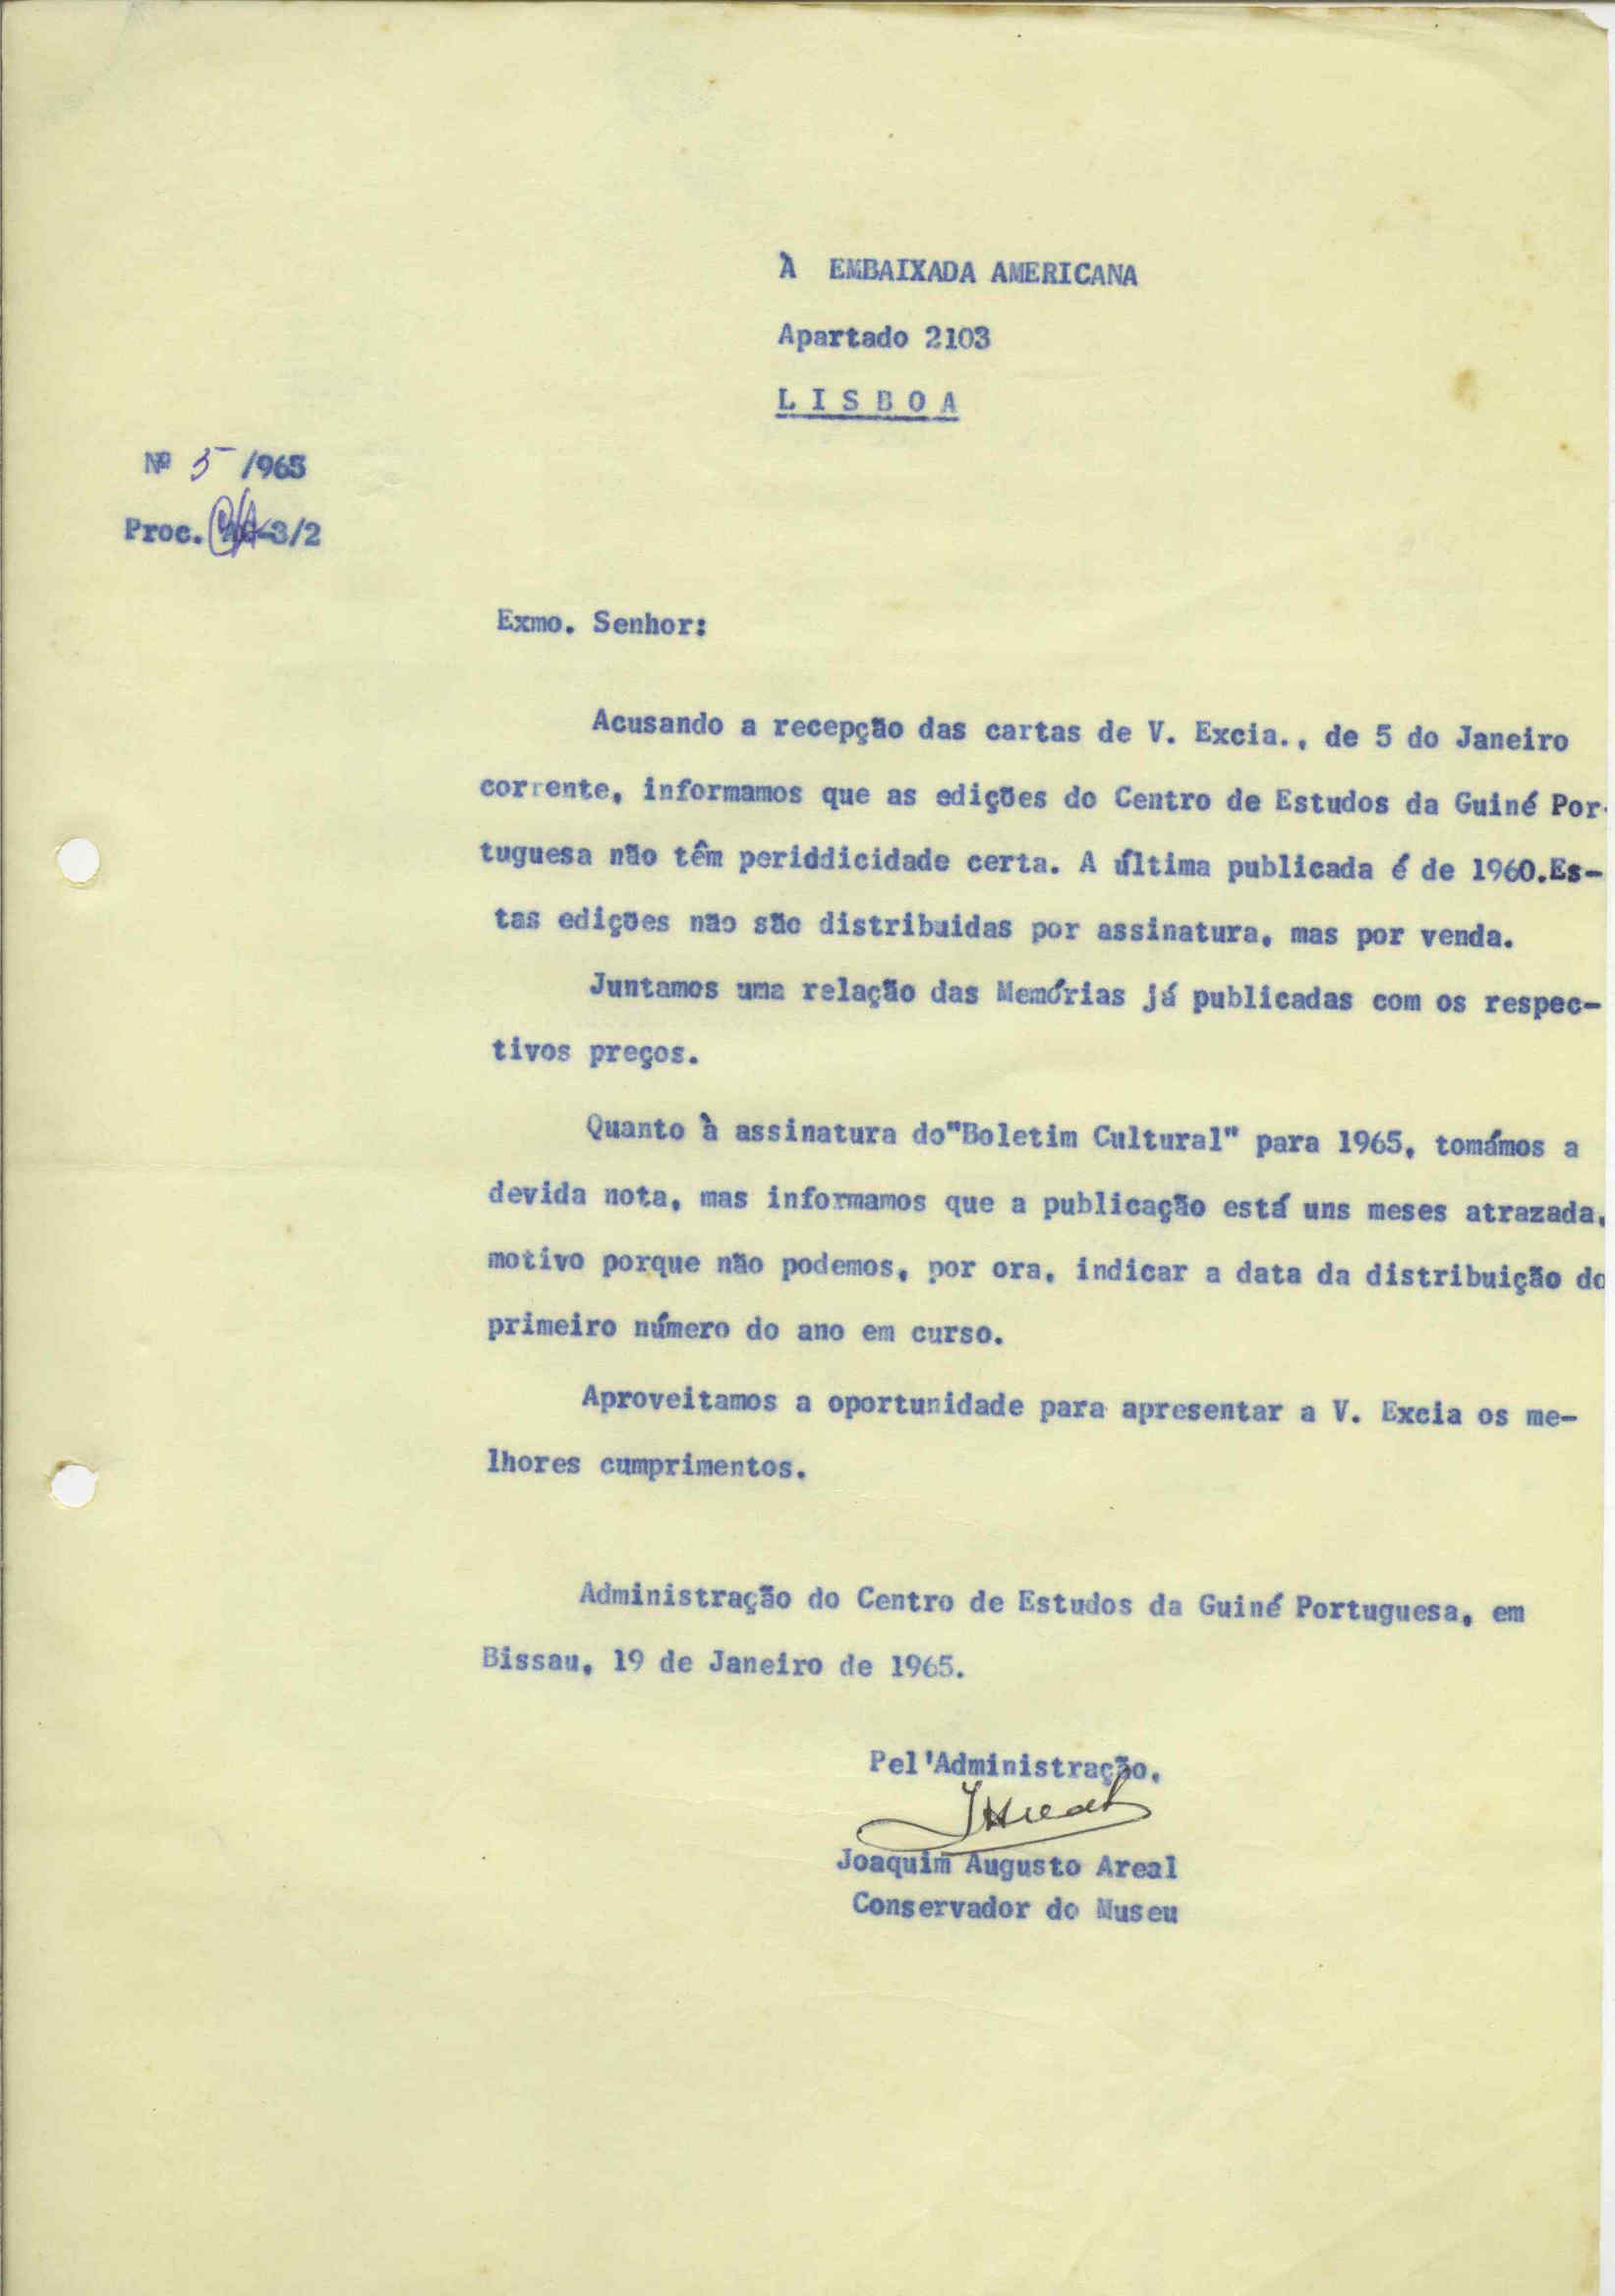 À EMBAIXADA AMERICANA
Apartado 2103
LISBOA
Nº 5 /965
Proc. 3/2
Exmo. Senhor:
Acusando a recepção das cartas de V. Excia., de 5 do Janeiro
corrente, informamos que as edições do Centro de Estudos da Guiné Por-
tuguesa não têm periddicidade certa. A última publicada é de 1960.Es-
tas edições não são distribuidas por assinatura, mas por venda.
Juntamos uma relação das Memórias já publicadas com os respec-
tivos preços.
Quanto à assinatura do"Boletim Cultural" para 1965, tomámos a
devida nota, mas informamos que a publicação está uns meses atrazada,
motivo porque não podemos, por ora, indicar a data da distribuição do
primeiro número do ano em curso.
Aproveitamos a oportunidade para apresentar a V. Excia os me-
lhores cumprimentos.
Administração do Centro de Estudos da Guiné Portuguesa, em
Bissau, 19 de Janeiro de 1965.
Pel'Administração,
JAreal
Joaquim Augusto Areal
Conservador do Museu